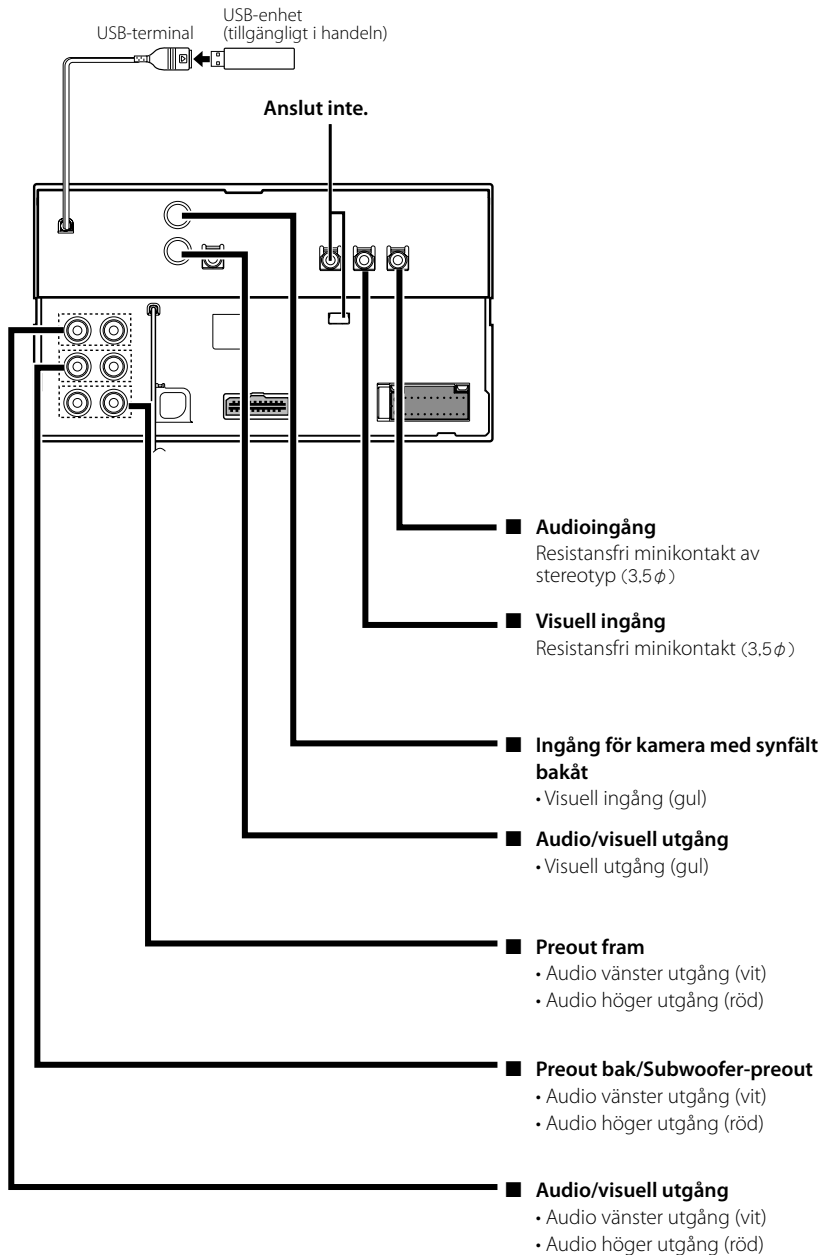 USB-terminal
USB-enhet
(tillgängligt i handeln)
Anslut inte.
■ Audioingång
Resistansfri minikontakt av
stereotyp (3,5φ)
■ Visuell ingång
Resistansfri minikontakt (3,5φ)
■ Ingång för kamera med synfält
bakåt
• Visuell ingång (gul)
■ Audio/visuell utgång
• Visuell utgång (gul)
■ Preout fram
• Audio vänster utgång (vit)
• Audio höger utgång (röd)
■ Preout bak/Subwoofer-preout
• Audio vänster utgång (vit)
• Audio höger utgång (röd)
■ Audio/visuell utgång
• Audio vänster utgång (vit)
• Audio höger utgång (röd)